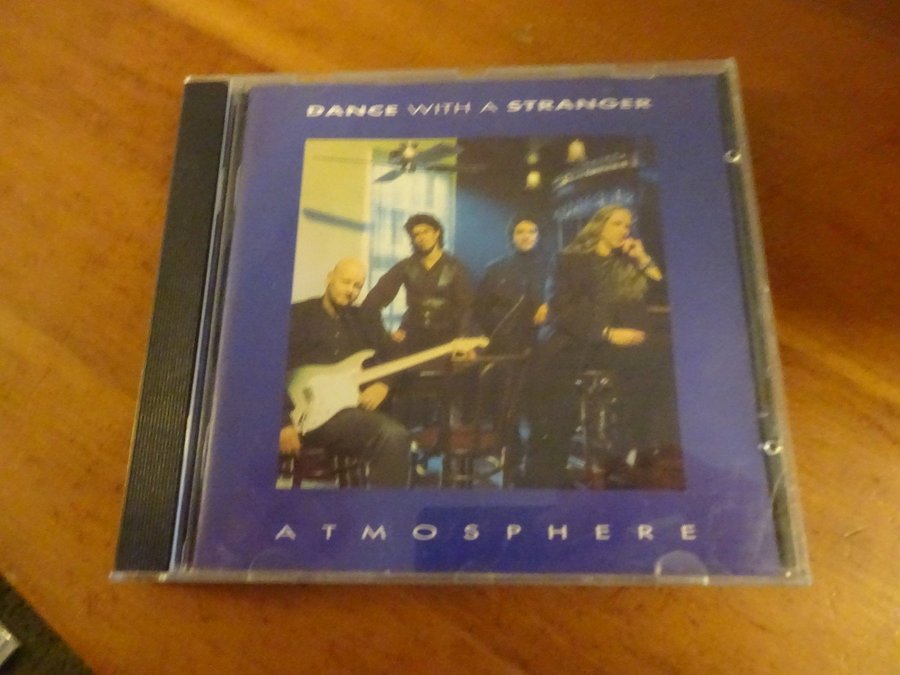 DANCE WITH A STRANGER
ATMOSPHERE